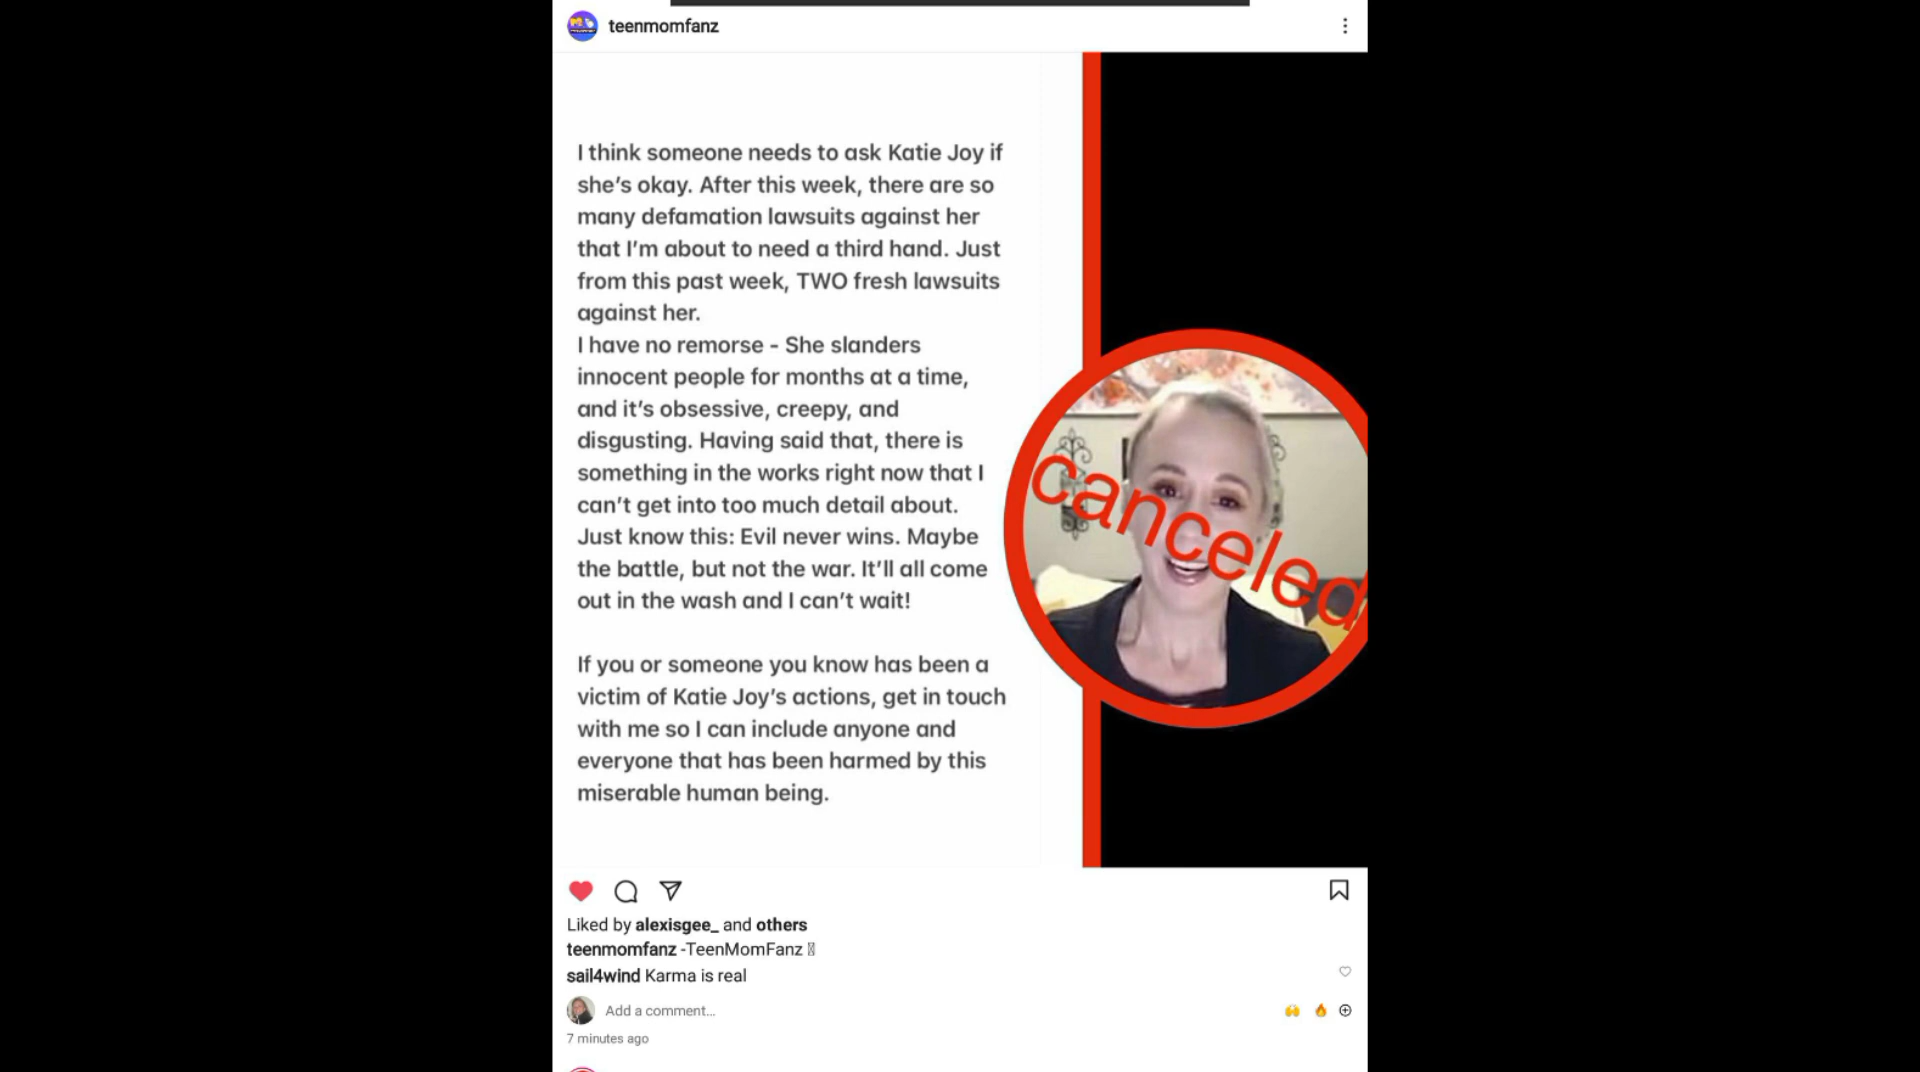 teenmomfanz
I think someone needs to ask Katie Joy if
she's okay. After this week, there are so
many defamation lawsuits against her
that I'm about to need a third hand. Just
from this past week, TWO fresh lawsuits
against her.
I have no remorse - She slanders
innocent people for months at a time,
and it's obsessive, creepy, and
disgusting. Having said that, there is
something in the works right now that I
can't get into too much detail about.
Just know this: Evil never wins. Maybe
the battle, but not the war. It'll all come
out in the wash and I can't wait!
If you or someone you know has been a
victim of Katie Joy's actions, get in touch
with me so I can include anyone and
everyone that has been harmed by this
miserable human being.
canceled
Liked by alexisgee_ and others
teenmomfanz -TeenMomFanz
sail4wind Karma is real
Add a comment...
7 minutes ago